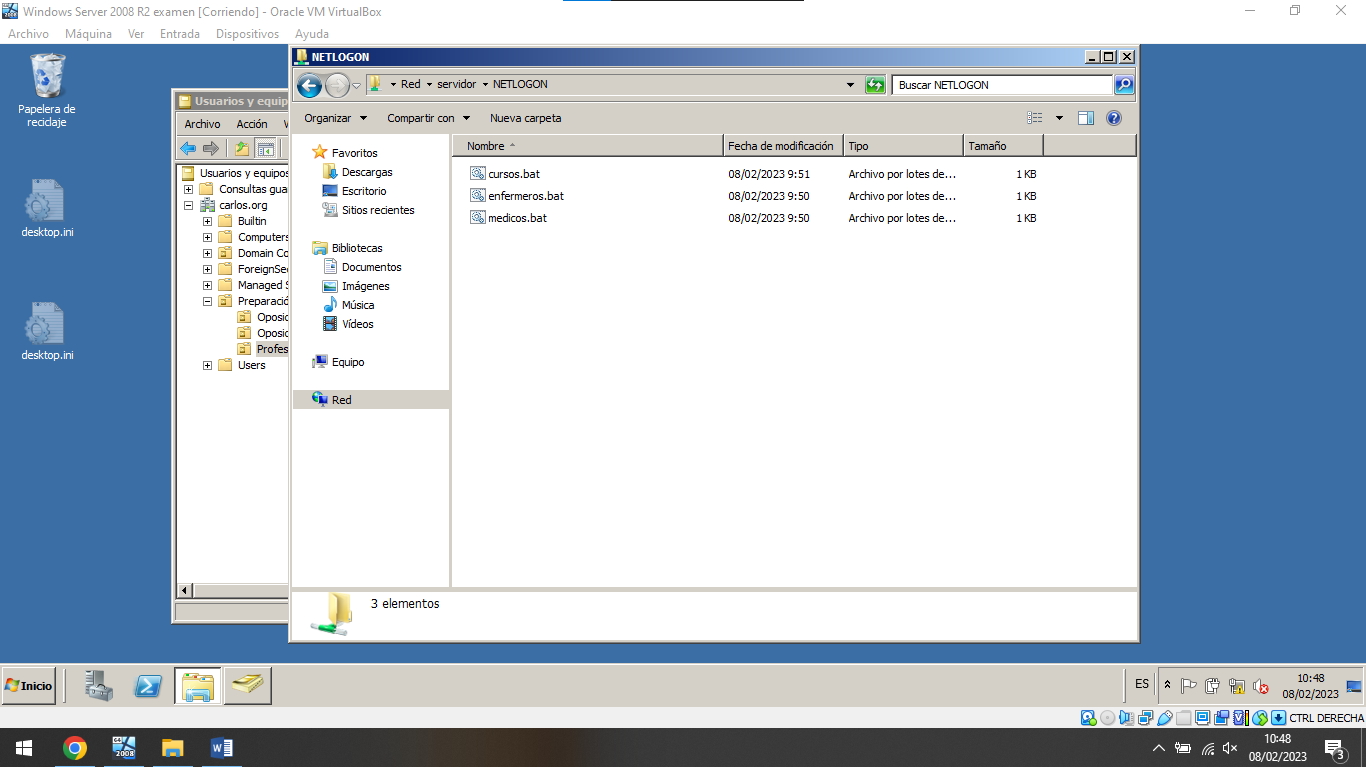 Windows Server 2008 R2 examen [Corriendo] - Oracle VM VirtualBox
Archivo Máquina Ver Entrada Dispositivos Ayuda
Papelera de
reciclaje
desktop.ini
desktop.ini
Usuarios y equip
Archivo Acción
Usuarios y equipos
Consultas gua
carlos.org
Builtin
Computers
Domain Co
ForeignSec
Managed S
Preparació
Oposic
Oposic
Profes
Users
NETLOGON
Red servidor NETLOGON
Buscar NETLOGON
Organizar Compartir con Nueva carpeta
Favoritos
Descargas
Escritorio
Sitios recientes
Bibliotecas
Documentos
Imágenes
Música
Vídeos
Equipo
Red
Nombre Fecha de modificación Tipo Tamaño
cursos.bat 08/02/2023 9:51 Archivo por lotes de... 1 KB
enfermeros.bat 08/02/2023 9:50 Archivo por lotes de... 1 KB
medicos.bat 08/02/2023 9:50 Archivo por lotes de... 1 KB
3 elementos
Inicio
ES
10:48
08/02/2023
CTRL DERECHA
64
2008
W
10:48
08/02/2023
3